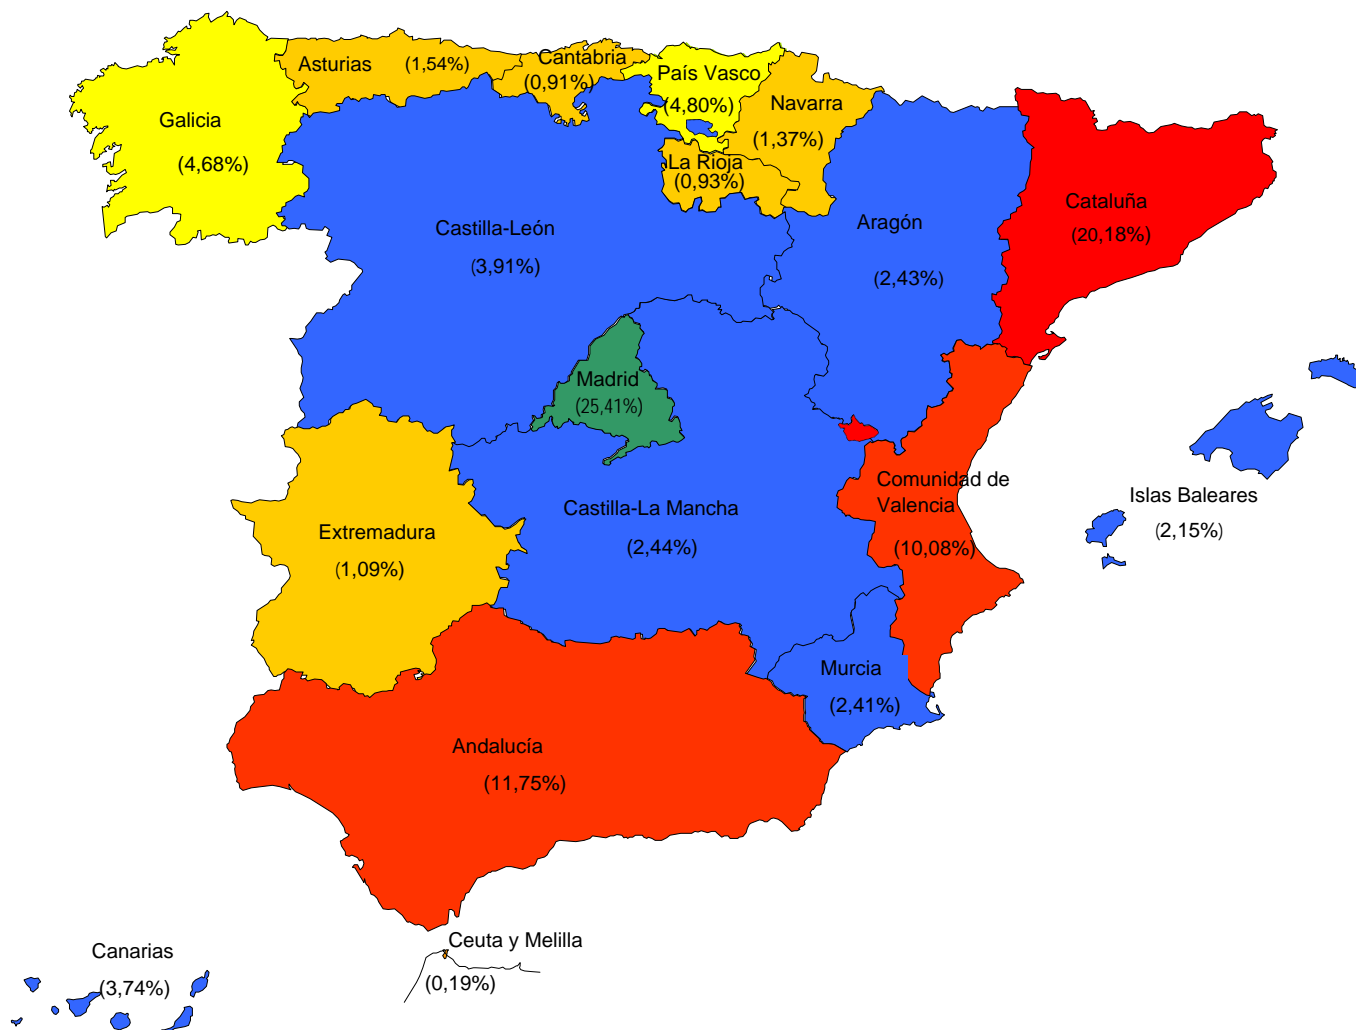 Asturias (1,54%)
Cantabria
(0,91%)
País Vasco
(4,80%)
Navarra
(1,37%)
Galicia
(4,68%)
La Rioja
(0,93%)
Cataluña
(20,18%)
Castilla-León
(3,91%)
Aragón
(2,43%)
Madrid
(25,41%)
Comunidad de
Valencia
(10,08%)
Islas Baleares
(2,15%)
Castilla-La Mancha
(2,44%)
Extremadura
(1,09%)
Murcia
(2,41%)
Andalucía
(11,75%)
Ceuta y Melilla
(0,19%)
Canarias
(3,74%)